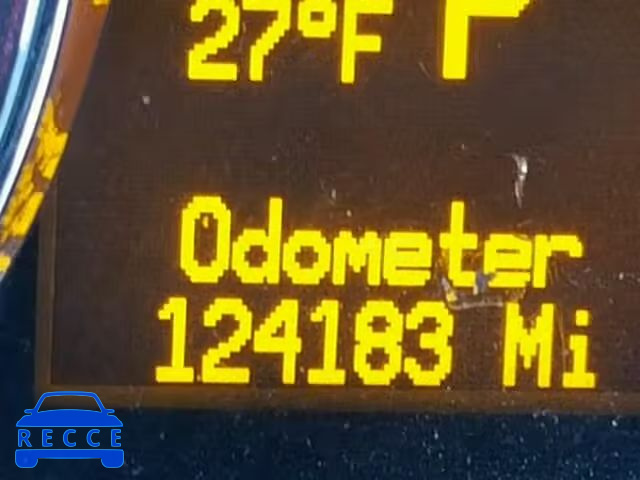 27°F P
Odometer
124183 Mi
RECCE